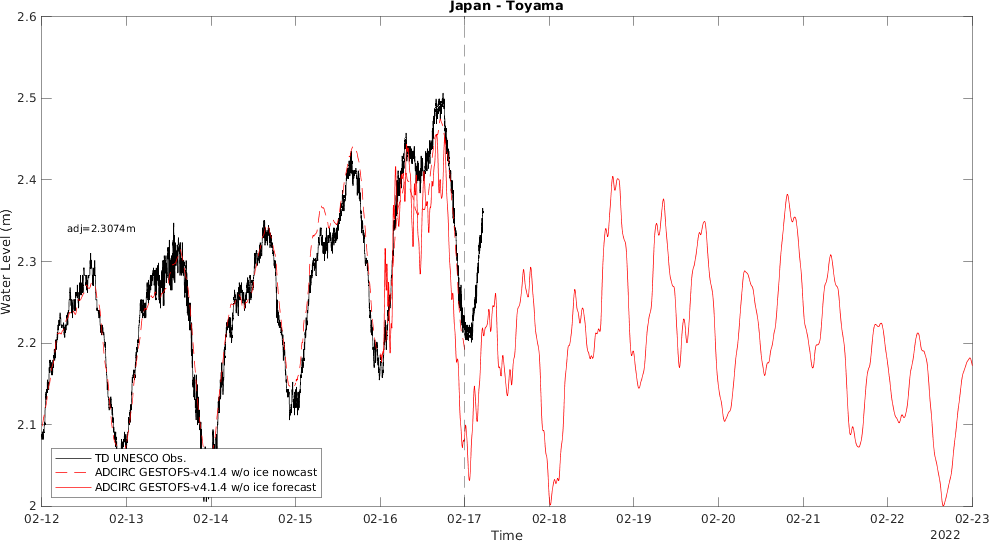 Japan - Toyama
2.6
2.5
2.4
2.3
2.2
2.1
2
Water Level (m)
adj=2.3074m
TD UNESCO Obs.
ADCIRC GESTOFS-v4.1.4 w/o ice nowcast
ADCIRC GESTOFS-v4.1.4 w/o ice forecast
02-12 02-13 02-14 02-15 02-16 02-17 02-18 02-19 02-20 02-21 02-22 02-23
Time
2022